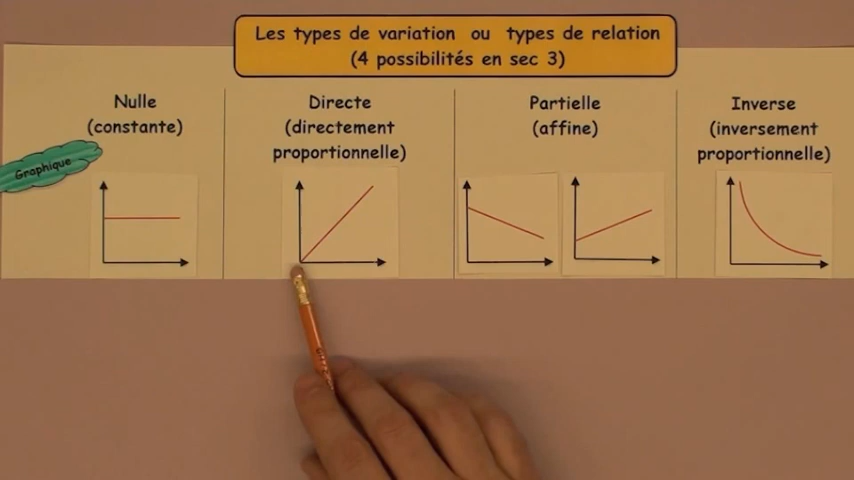 Les types de variation ou types de relation
(4 possibilités en sec 3)
Nulle
(constante)
Directe
(directement
proportionnelle)
Partielle
(affine)
Inverse
(inversement
proportionnelle)
Graphique